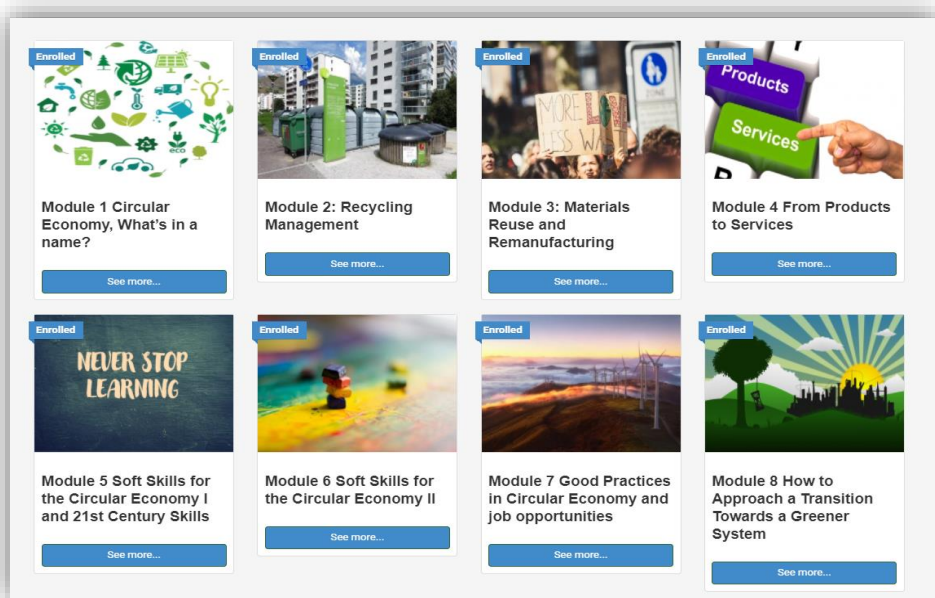 Enrolled
Enrolled
Enrolled
Enrolled
eco
MORE
LESS WA
ZONE
Products
Services
Module 1 Circular
Economy, What's in a
name?
See more...
Module 2: Recycling
Management
See more...
Module 3: Materials
Reuse and
Remanufacturing
See more...
Module 4 From Products
to Services
See more...
Enrolled
Enrolled
Enrolled
Enrolled
NEVER STOP
LEARNING
Module 5 Soft Skills for
the Circular Economy I
and 21st Century Skills
See more...
Module 6 Soft Skills for
the Circular Economy II
See more...
Module 7 Good Practices
in Circular Economy and
job opportunities
See more...
Module 8 How to
Approach a Transition
Towards a Greener
System
See more...